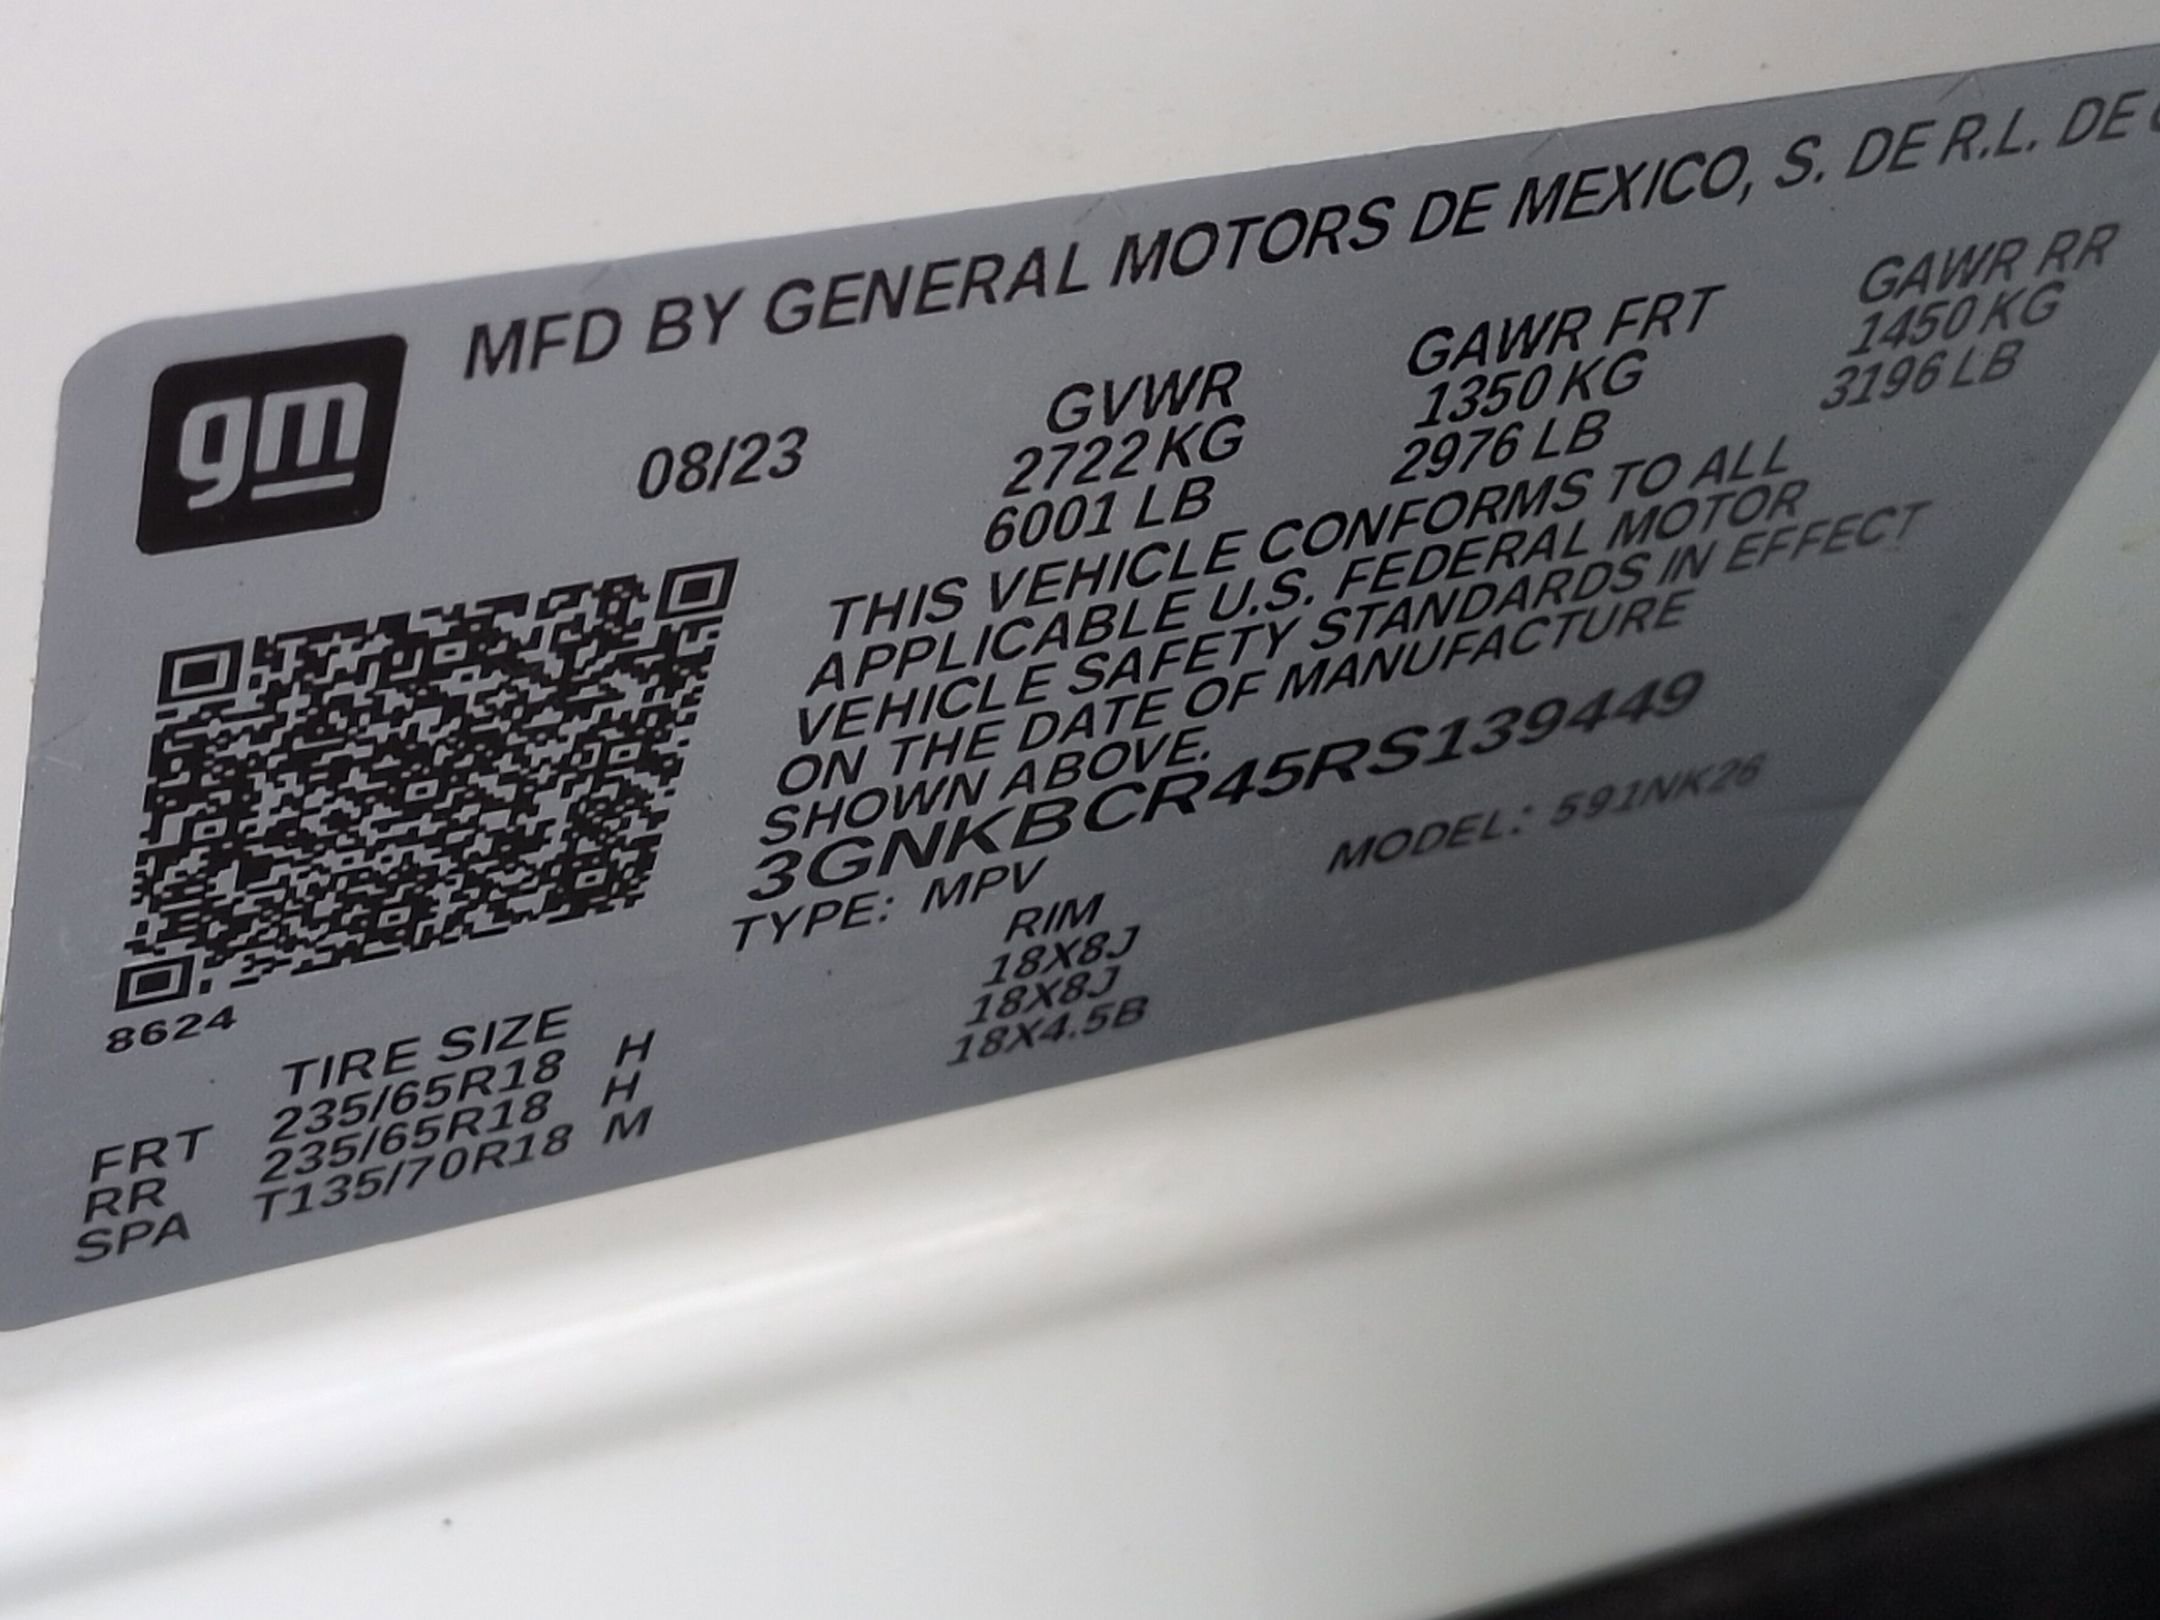 gm
MFD BY GENERAL MOTORS DE MEXICO, S. DE R.L. DE
08/23
GVWR GAWR FRT GAWR RR
2722 KG 1350 KG 1450 KG
6001 LB 2976 LB 3196 LB
THIS VEHICLE CONFORMS TO ALL
APPLICABLE U.S. FEDERAL MOTOR
VEHICLE SAFETY STANDARDS IN EFFECT
ON THE DATE OF MANUFACTURE
SHOWN ABOVE.
3GNKBCR45RS139449
TYPE: MPV MODEL: 591NK26
8624
TIRE SIZE RIM
FRT 235/65R18 H 18X8J
RR 235/65R18 H 18X8J
SPA T135/70R18 M 18X4.5B